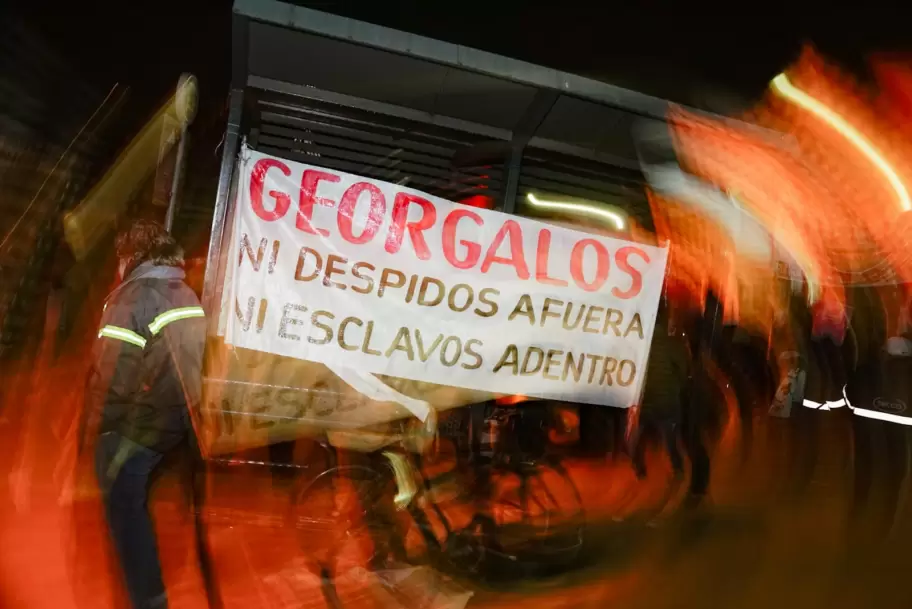 GEORGALOS
NI DESPIDOS AFUERA
NI ESCLAVOS ADENTRO